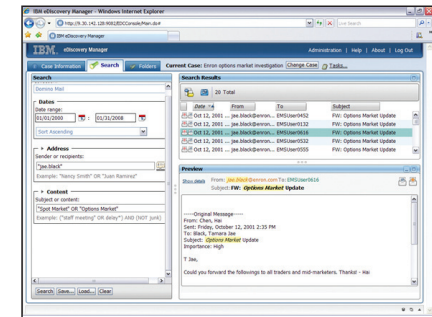 IBM eDiscovery Manager - Windows Internet Explorer
http://9.30.142.128:9082/EDCConsole/Main.do#
Live Search
IBM eDiscovery Manager
IBM. eDiscovery Manager
Administration | Help | About | Log Out
Case Information
Search
Folders
Current Case: Enron options market investigation Change Case Tasks...
Search
Domino Mail
Dates
Date range:
01/01/2000 : 01/31/2008
Sort Ascending
Address
Sender or recipients:
"jae.black"
Example: "Nancy Smith" OR "Juan Ramirez"
Content
Subject or content:
"Spot Market" OR "Options Market"
Example: ("staff meeting" OR delay*) AND (NOT junk)
Search Save... Load... Clear
Search Results
20 Total
Date From To Subject
Oct 12, 2001 ... jae.black@enron... EMSUser0452 FW: Options Market Update
Oct 12, 2001 ... jae.black@enron... EMSUser0132 FW: Options Market Update
Oct 12, 2001 ... jae.black@enron... EMSUser0616 FW: Options Market Update
Oct 12, 2001 ... jae.black@enron... EMSUser0532 FW: Options Market Update
Oct 12, 2001 ... jae.black@enron... EMSUser0555 FW: Options Market Update
Preview
Show details From: jae.black@enron.com To: EMSUser0616
Subject: FW: Options Market Update
-----Original Message-----
From: Chen, Hai
Sent: Friday, October 12, 2001 2:35 PM
To: Black, Tamara Jae
Subject: Options Market Update
Importance: High
T Jae,
Could you forward the followings to all traders and mid-marketers. Thanks! - Hai